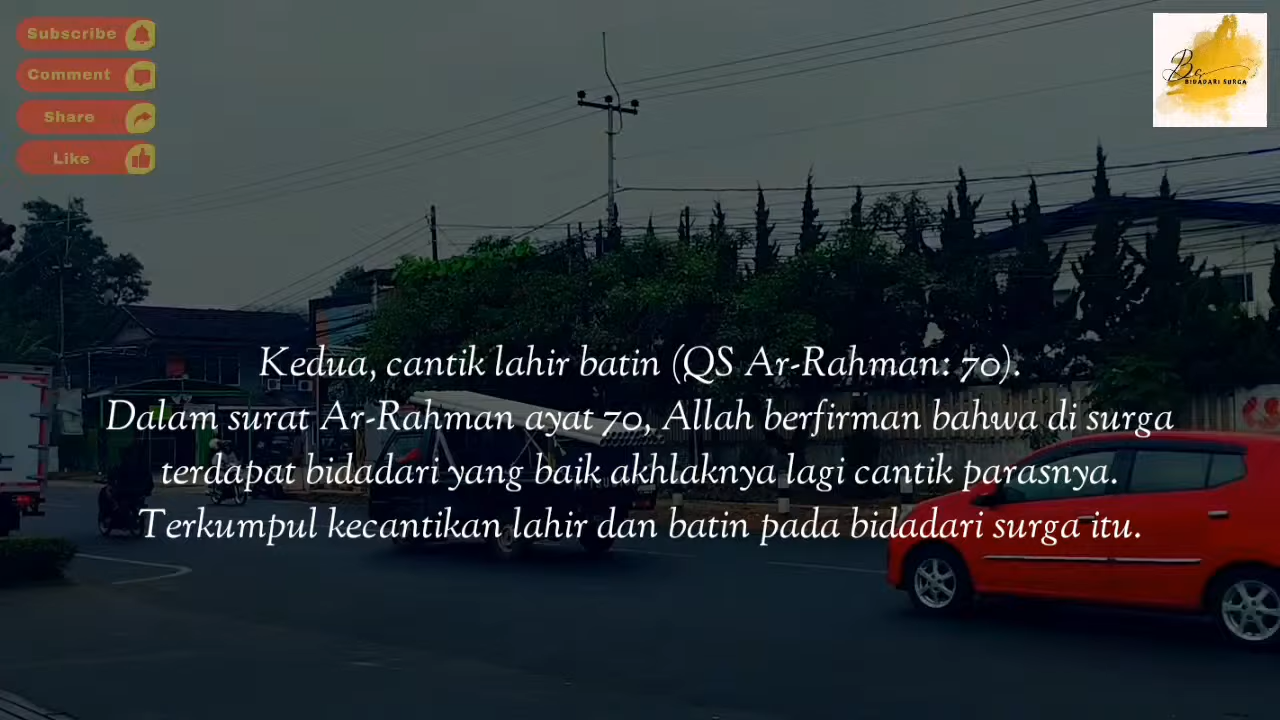 Subscribe
Comment
Share
Like
BIDADARI SURGA
Kedua, cantik lahir batin (QS Ar-Rahman: 70).
Dalam surat Ar-Rahman ayat 70, Allah berfirman bahwa di surga
terdapat bidadari yang baik akhlaknya lagi cantik parasnya.
Terkumpul kecantikan lahir dan batin pada bidadari surga itu.